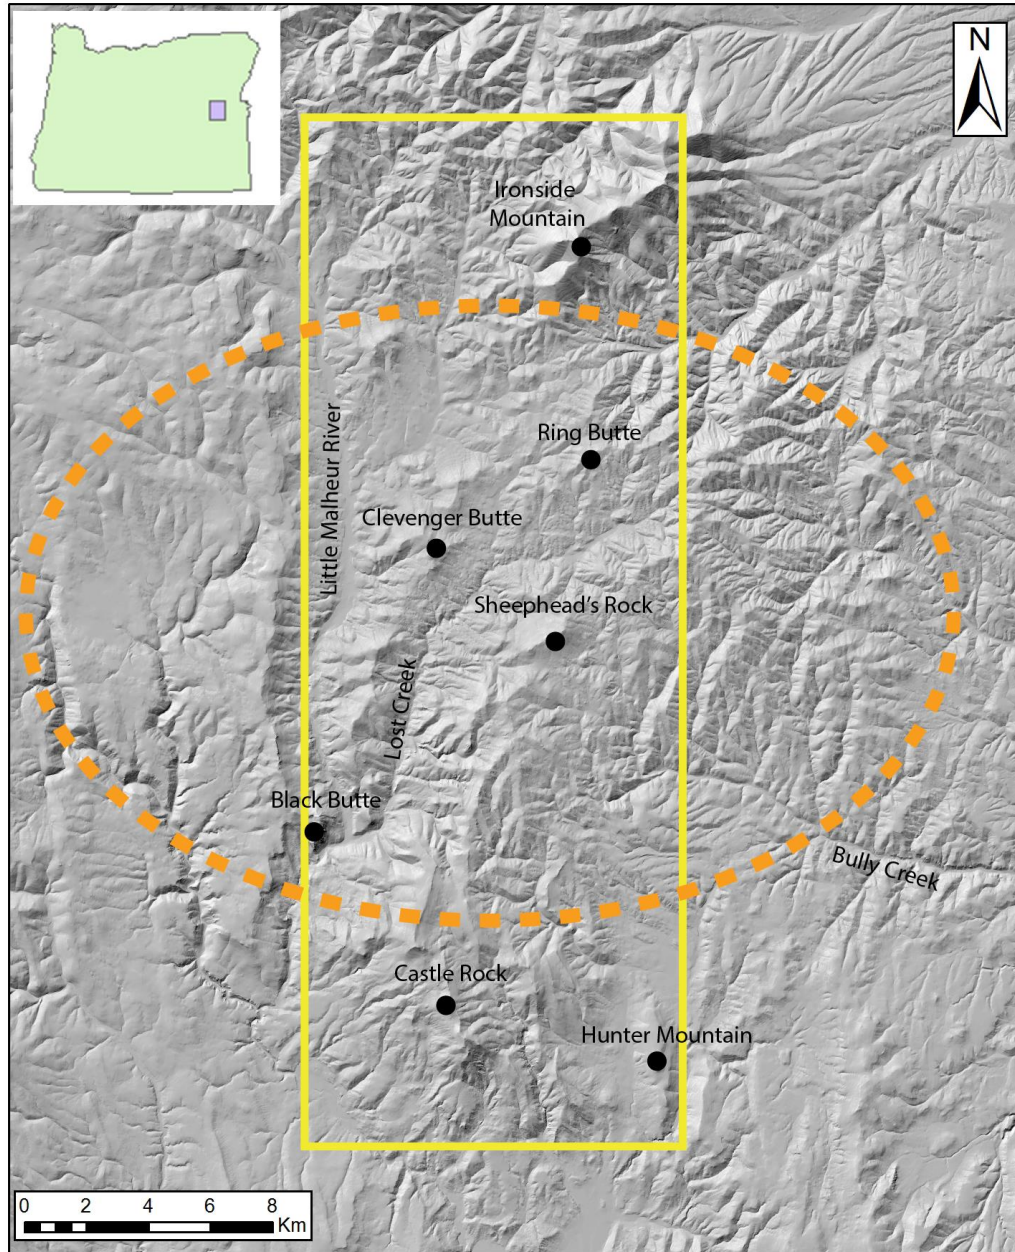 N
Ironside
Mountain
Ring Butte
Little Malheur River
Clevenger Butte
Sheephead's Rock
Lost Creek
Black Butte
Bully Creek
Castle Rock
Hunter Mountain
0 2 4 6 8
Km